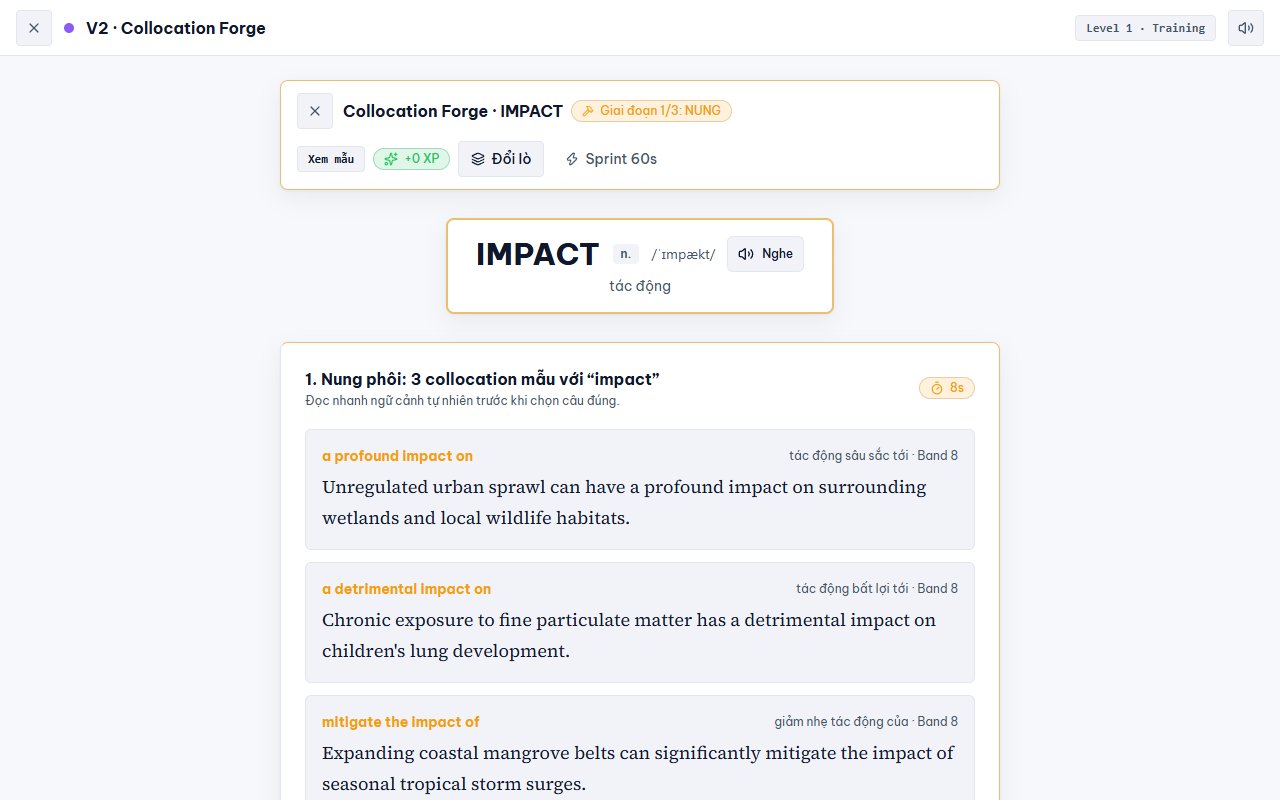 V2 · Collocation Forge
Level 1 · Training
Collocation Forge · IMPACT
Giai đoạn 1/3: NUNG
Xem mẫu
+0 XP
Đổi lò
Sprint 60s
IMPACT n. /ˈɪmpækt/ Nghe
tác động
1. Nung phôi: 3 collocation mẫu với “impact”
Đọc nhanh ngữ cảnh tự nhiên trước khi chọn câu đúng.
8s
a profound impact on
tác động sâu sắc tới · Band 8
Unregulated urban sprawl can have a profound impact on surrounding
wetlands and local wildlife habitats.
a detrimental impact on
tác động bất lợi tới · Band 8
Chronic exposure to fine particulate matter has a detrimental impact on
children's lung development.
mitigate the impact of
giảm nhẹ tác động của · Band 8
Expanding coastal mangrove belts can significantly mitigate the impact of
seasonal tropical storm surges.